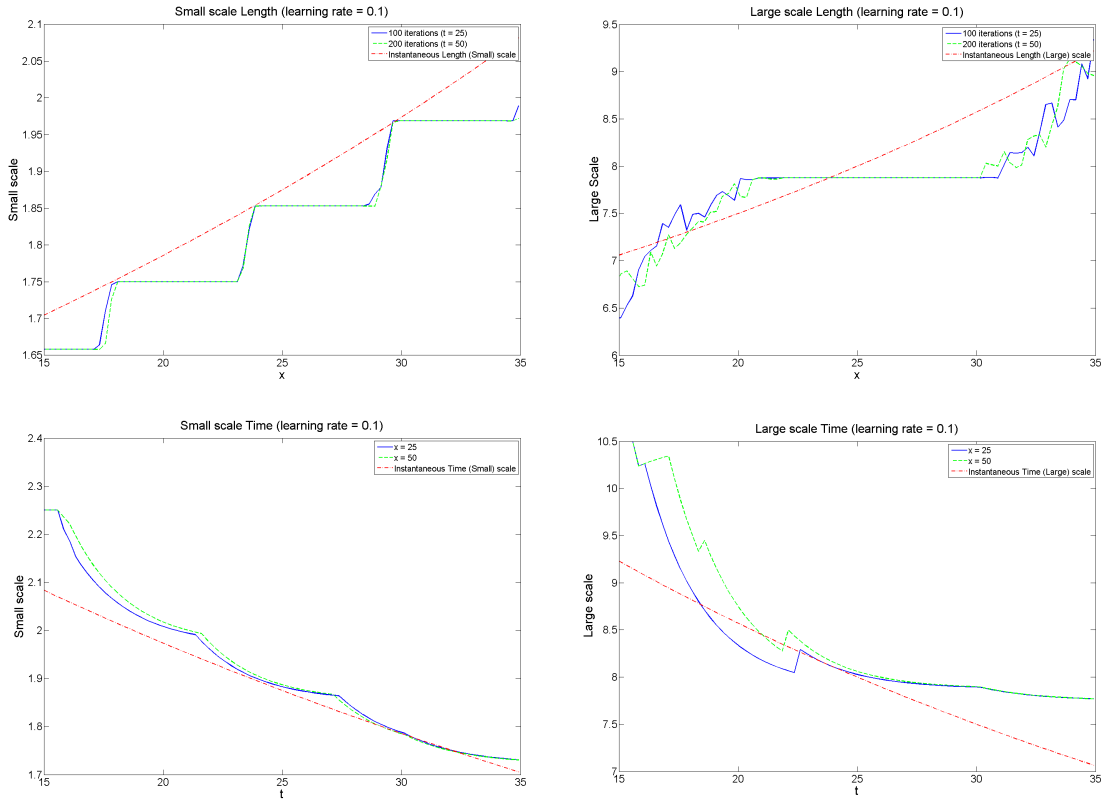 Small scale Length (learning rate = 0.1)
2.1
2.05
2
1.95
1.9
1.85
1.8
1.75
1.7
1.65
Small scale
100 iterations (t = 25)
200 iterations (t = 50)
Instantaneous Length (Small) scale
15
20
25
30
35
x
Large scale Length (learning rate = 0.1)
9.5
9
8.5
8
7.5
7
6.5
6
Large Scale
100 iterations (t = 25)
200 iterations (t = 50)
Instantaneous Length (Large) scale
15
20
25
30
35
x
Small scale Time (learning rate = 0.1)
2.4
2.3
2.2
2.1
2
1.9
1.8
1.7
Small scale
x = 25
x = 50
Instantaneous Time (Small) scale
15
20
25
30
35
t
Large scale Time (learning rate = 0.1)
10.5
10
9.5
9
8.5
8
7.5
7
Large scale
x = 25
x = 50
Instantaneous Time (Large) scale
15
20
25
30
35
t